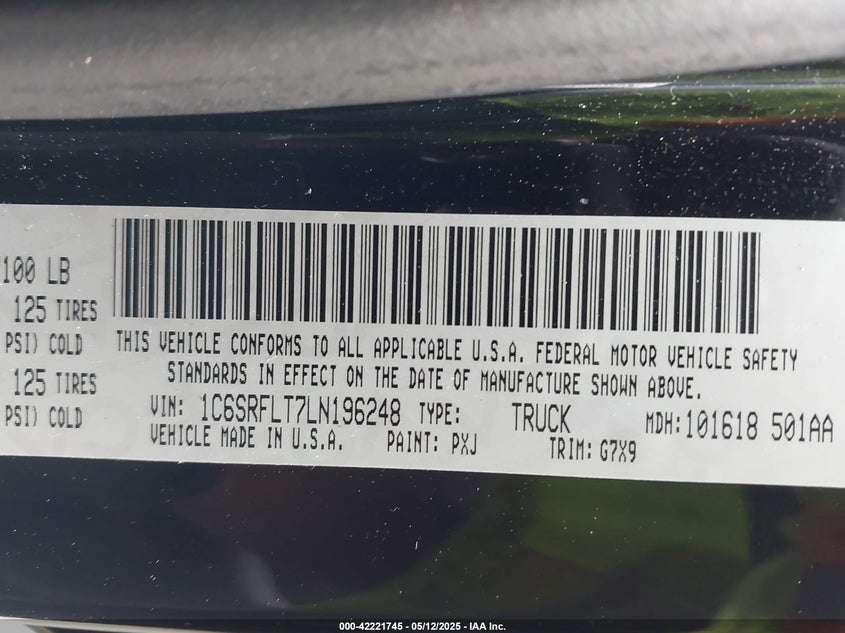 100 LB
125 TIRES
PSI) COLD
125 TIRES
PSI) COLD
THIS VEHICLE CONFORMS TO ALL APPLICABLE U.S.A. FEDERAL MOTOR VEHICLE SAFETY
STANDARDS IN EFFECT ON THE DATE OF MANUFACTURE SHOWN ABOVE.
VIN: 1C6SRFLT7LN196248 TYPE: TRUCK MDH:101618 501AA
VEHICLE MADE IN U.S.A. PAINT: PXJ TRIM: G7X9
000-42221745 - 05/12/2025 - IAA Inc.